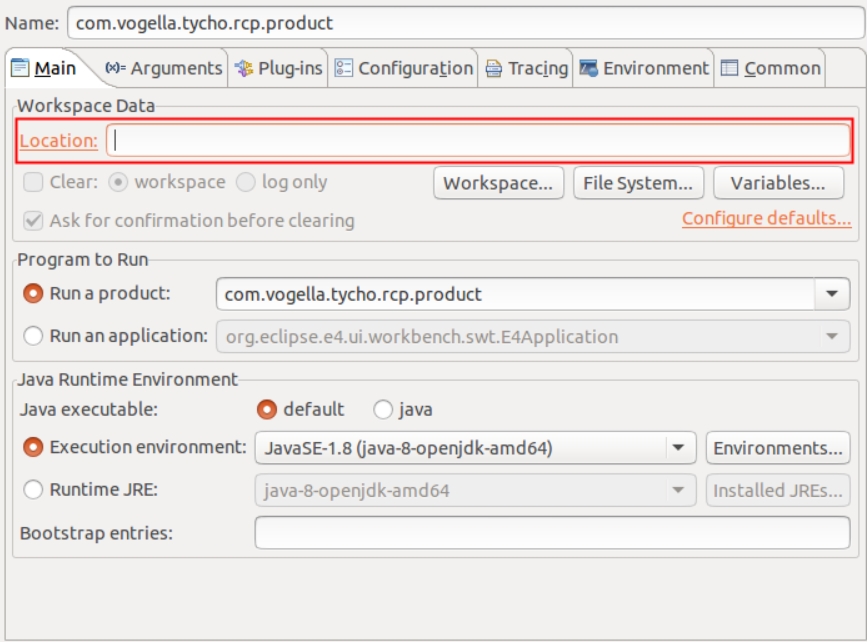 Name: com.vogella.tycho.rcp.product
Main (x)= Arguments Plug-ins Configuration Tracing Environment Common
Workspace Data
Location:
Clear: workspace log only Workspace... File System... Variables...
Ask for confirmation before clearing Configure defaults...
Program to Run
Run a product: com.vogella.tycho.rcp.product
Run an application: org.eclipse.e4.ui.workbench.swt.E4Application
Java Runtime Environment
Java executable: default java
Execution environment: JavaSE-1.8 (java-8-openjdk-amd64) Environments...
Runtime JRE: java-8-openjdk-amd64 Installed JREs...
Bootstrap entries: